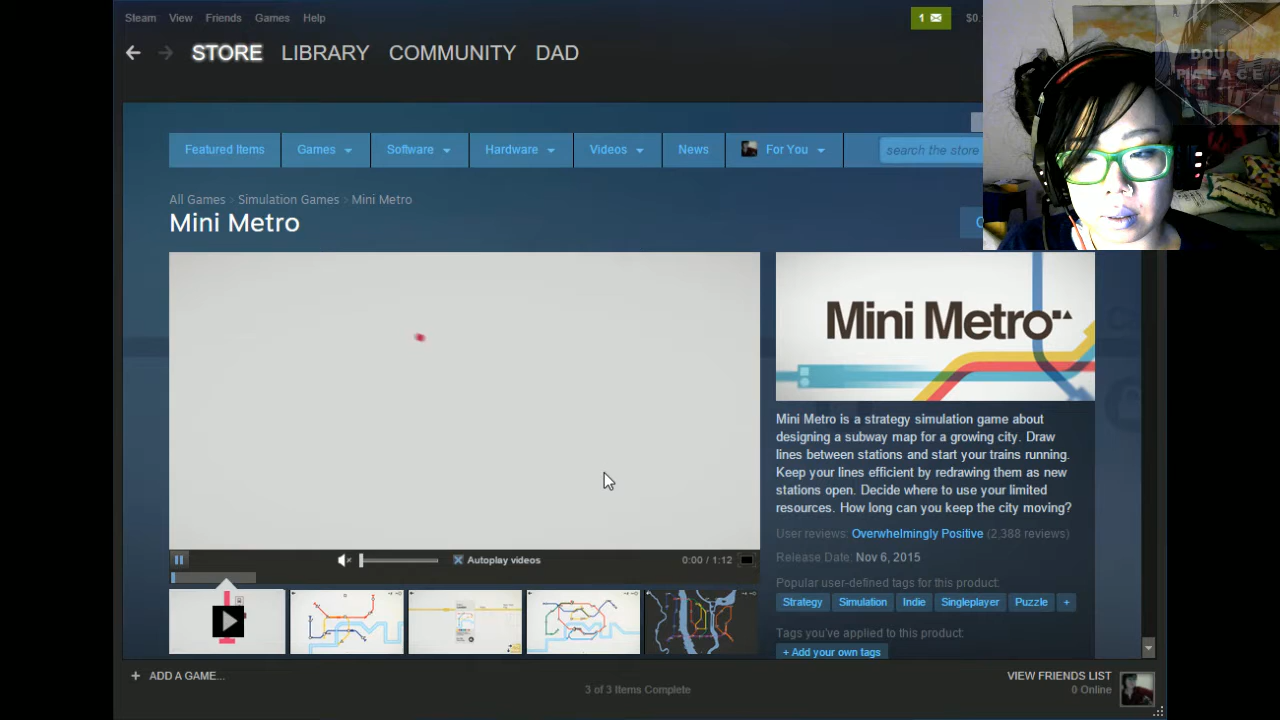 Steam View Friends Games Help
1
$0.
STORE LIBRARY COMMUNITY DAD
PALACE
Featured Items Games Software Hardware Videos News For You search the store
All Games > Simulation Games > Mini Metro
Mini Metro
Mini Metro
Mini Metro is a strategy simulation game about
designing a subway map for a growing city. Draw
lines between stations and start your trains running.
Keep your lines efficient by redrawing them as new
stations open. Decide where to use your limited
resources. How long can you keep the city moving?
User reviews: Overwhelmingly Positive (2,388 reviews)
Release Date: Nov 6, 2015
Popular user-defined tags for this product:
Strategy Simulation Indie Singleplayer Puzzle +
Tags you've applied to this product:
+ Add your own tags
Autoplay videos 0:00 / 1:12
+ ADD A GAME...
3 of 3 Items Complete
VIEW FRIENDS LIST
0 Online